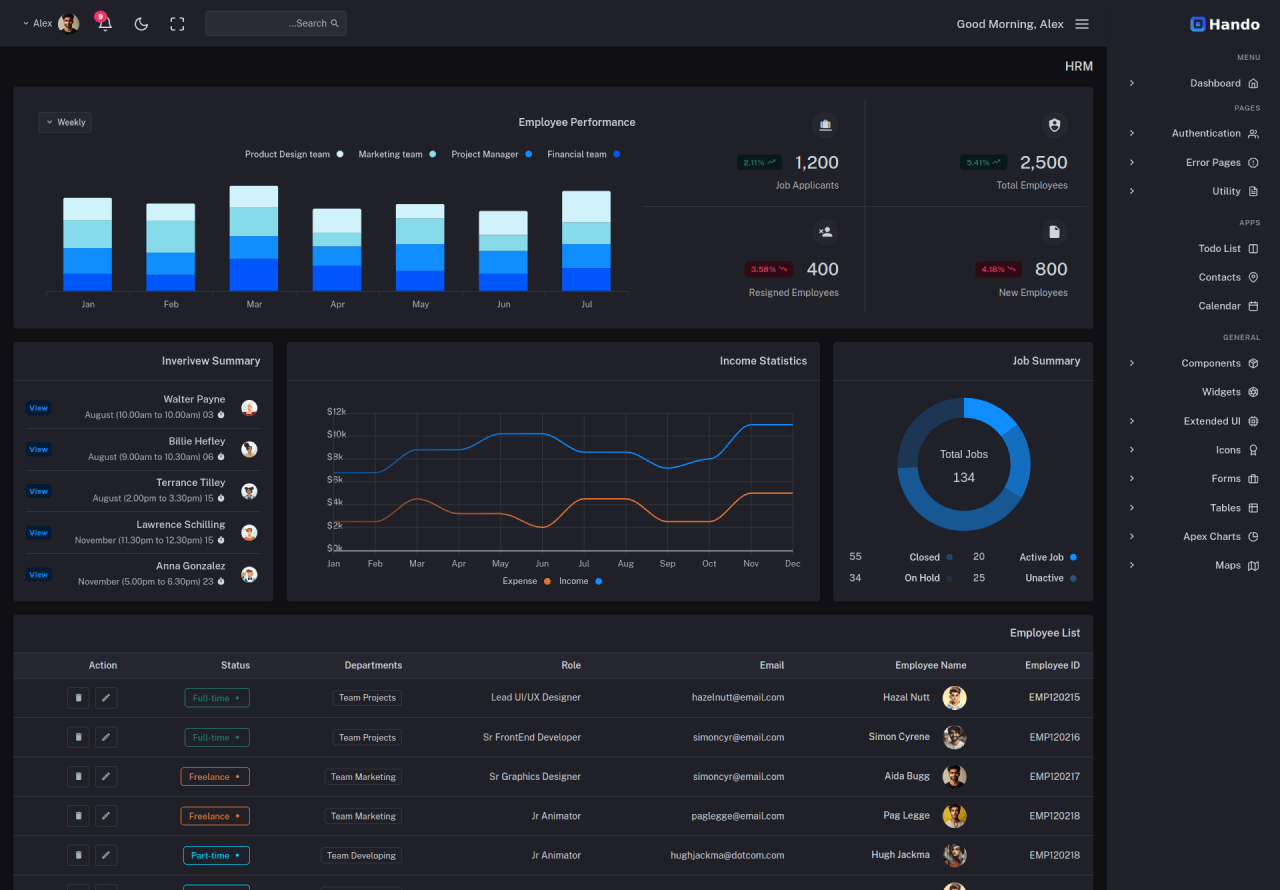 Alex
9
...Search
Good Morning, Alex
Hando
MENU
Dashboard
PAGES
Authentication
Error Pages
Utility
APPS
Todo List
Contacts
Calendar
GENERAL
Components
Widgets
Extended UI
Icons
Forms
Tables
Apex Charts
Maps
HRM
Employee Performance
Weekly
Product Design team
Marketing team
Project Manager
Financial team
Jan
Feb
Mar
Apr
May
Jun
Jul
2.11%
1,200
Job Applicants
5.41%
2,500
Total Employees
3.58%
400
Resigned Employees
4.18%
800
New Employees
Inverivew Summary
Walter Payne
View
August (10.00am to 10.00am) 03
Billie Hefley
View
August (9.00am to 10.30am) 06
Terrance Tilley
View
August (2.00pm to 3.30pm) 15
Lawrence Schilling
View
November (11.30pm to 12.30pm) 15
Anna Gonzalez
View
November (5.00pm to 6.30pm) 23
Income Statistics
$12k
$10k
$8k
$6k
$4k
$2k
$0k
Jan
Feb
Mar
Apr
May
Jun
Jul
Aug
Sep
Oct
Nov
Dec
Expense
Income
Job Summary
Total Jobs
134
55 Closed 20 Active Job
34 On Hold 25 Unactive
Employee List
Action Status Departments Role Email Employee Name Employee ID
Full-time Team Projects Lead UI/UX Designer hazelnutt@email.com Hazal Nutt EMP120215
Full-time Team Projects Sr FrontEnd Developer simoncyr@email.com Simon Cyrene EMP120216
Freelance Team Marketing Sr Graphics Designer simoncyr@email.com Aida Bugg EMP120217
Freelance Team Marketing Jr Animator paglegge@email.com Pag Legge EMP120218
Part-time Team Developing Jr Animator hughjackma@dotcom.com Hugh Jackma EMP120218